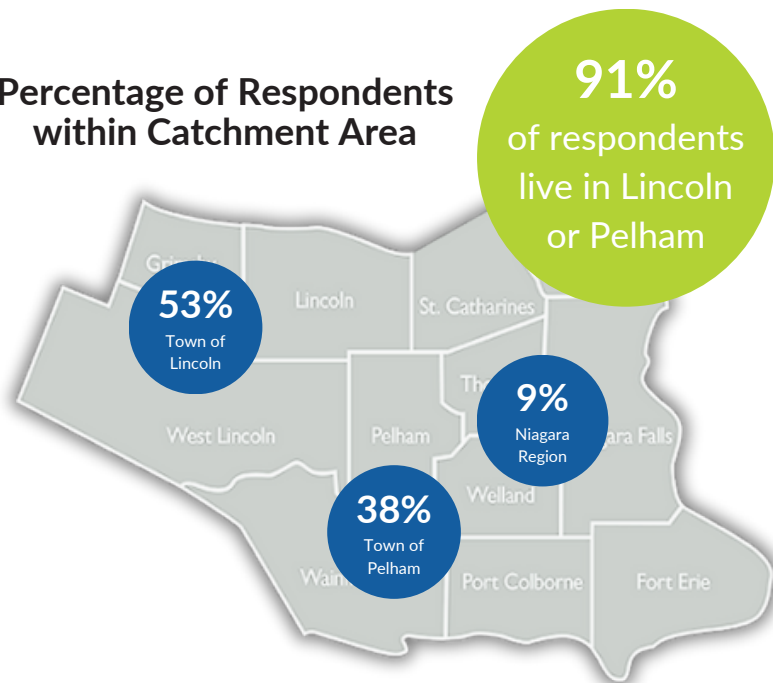 Percentage of Respondents
within Catchment Area
91%
of respondents
live in Lincoln
or Pelham
53%
Town of
Lincoln
Lincoln
St. Catharines
9%
Niagara
Region
West Lincoln
Pelham
Falls
Welland
38%
Town of
Pelham
Port Colborne
Fort Erie